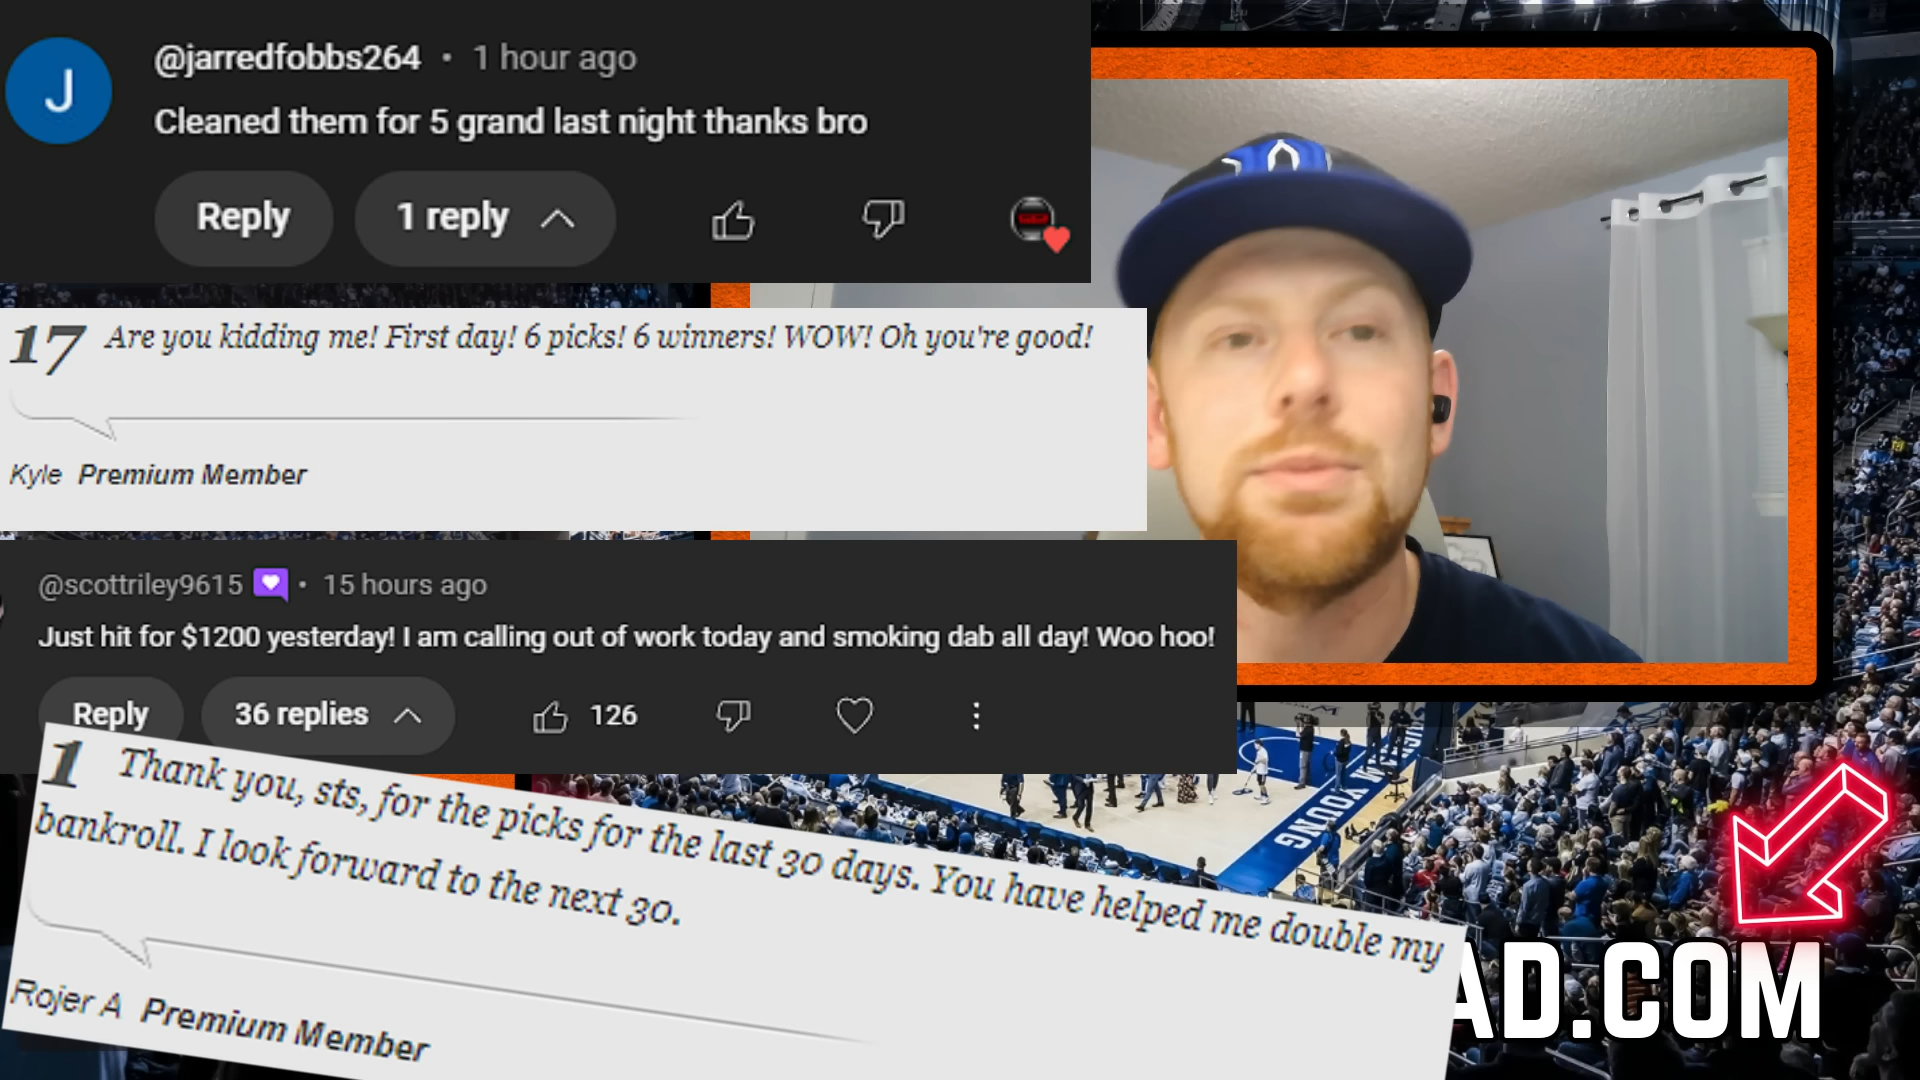 @jarredfobbs264 • 1 hour ago
Cleaned them for 5 grand last night thanks bro
Reply 1 reply
17 Are you kidding me! First day! 6 picks! 6 winners! WOW! Oh you're good!
Kyle Premium Member
@scottriley9615 • 15 hours ago
Just hit for $1200 yesterday! I am calling out of work today and smoking dab all day! Woo hoo!
Reply 36 replies 126
1 Thank you, sts, for the picks for the last 30 days. You have helped me double my
bankroll. I look forward to the next 30.
Rojer A Premium Member
YOUNG
AD.COM